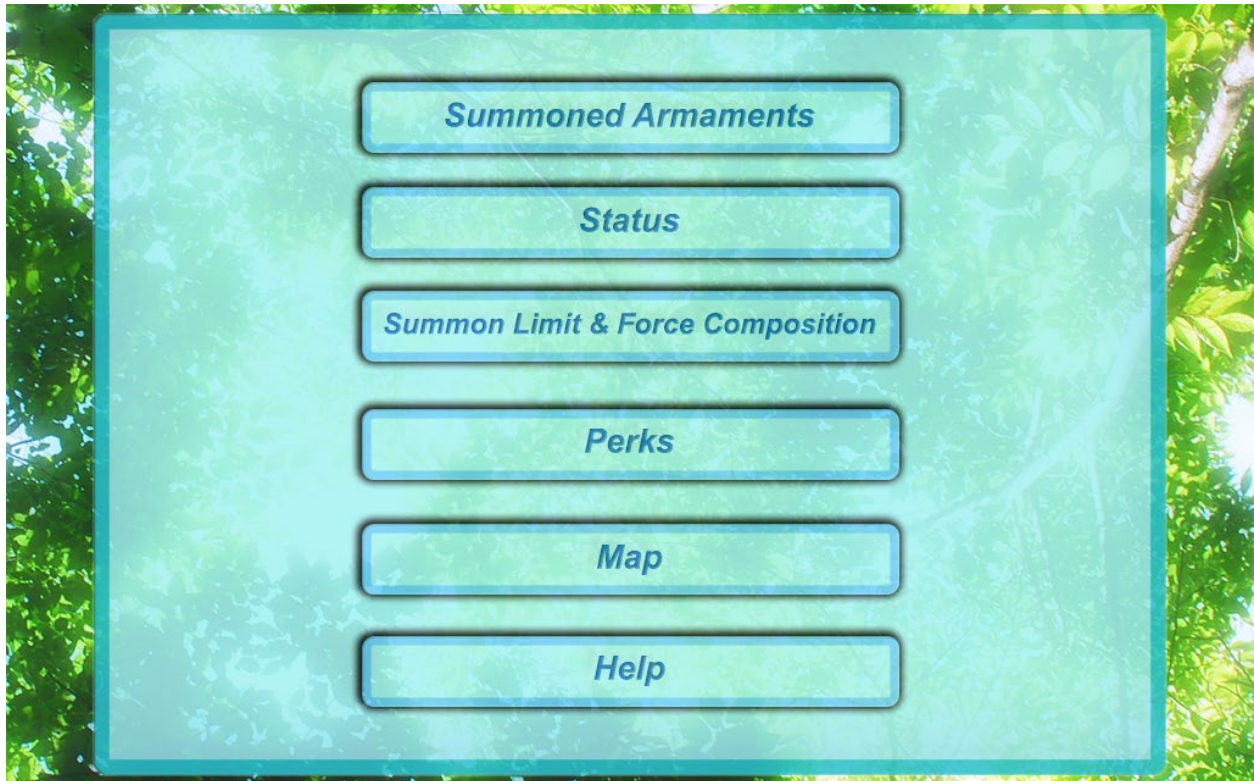 Summoned Armaments
Status
Summon Limit & Force Composition
Perks
Map
Help